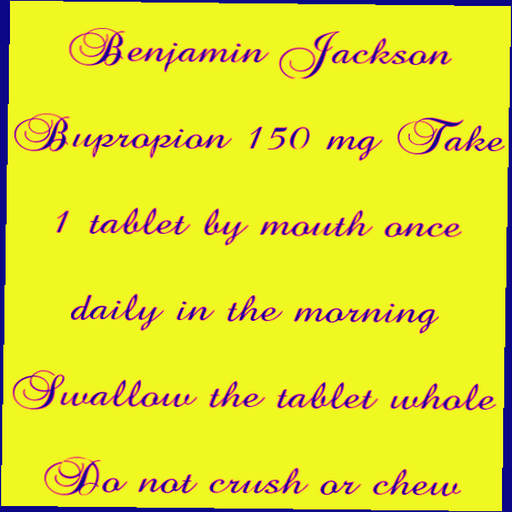 Benjamin Jackson
Bupropion 150 mg Take
1 tablet by mouth once
daily in the morning
Swallow the tablet whole
Do not crush or chew